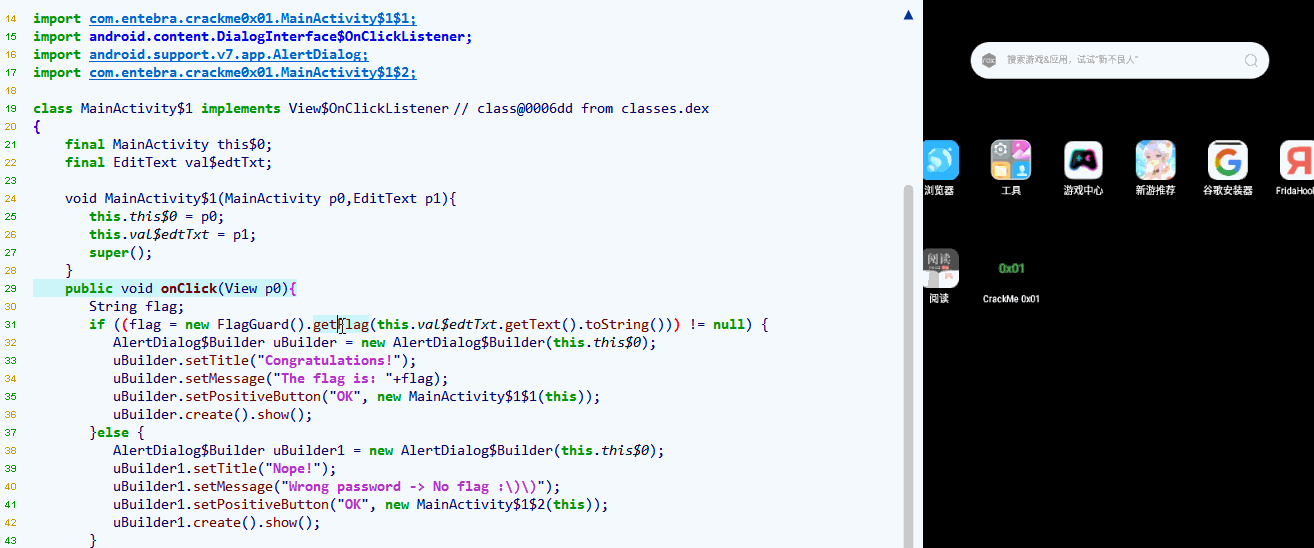 14 import com.entebra.crackme0x01.MainActivity$1$1;
15 import android.content.DialogInterface$OnClickListener;
16 import android.support.v7.app.AlertDialog;
17 import com.entebra.crackme0x01.MainActivity$1$2;
18
19 class MainActivity$1 implements View$OnClickListener // class@0006dd from classes.dex
20 {
21 final MainActivity this$0;
22 final EditText val$edtTxt;
23
24 void MainActivity$1(MainActivity p0,EditText p1){
25 this.this$0 = p0;
26 this.val$edtTxt = p1;
27 super();
28 }
29 public void onClick(View p0){
30 String flag;
31 if ((flag = new FlagGuard().getFlag(this.val$edtTxt.getText().toString())) != null) {
32 AlertDialog$Builder uBuilder = new AlertDialog$Builder(this.this$0);
33 uBuilder.setTitle("Congratulations!");
34 uBuilder.setMessage("The flag is: "+flag);
35 uBuilder.setPositiveButton("OK", new MainActivity$1$1(this));
36 uBuilder.create().show();
37 }else {
38 AlertDialog$Builder uBuilder1 = new AlertDialog$Builder(this.this$0);
39 uBuilder1.setTitle("Nope!");
40 uBuilder1.setMessage("Wrong password -> No flag :\)\)");
41 uBuilder1.setPositiveButton("OK", new MainActivity$1$2(this));
42 uBuilder1.create().show();
43 }
搜索游戏&应用，试试"新不良人"
浏览器
工具
游戏中心
新游推荐
谷歌安装器
FridaHoo
阅读
阅读
0x01
CrackMe 0x01